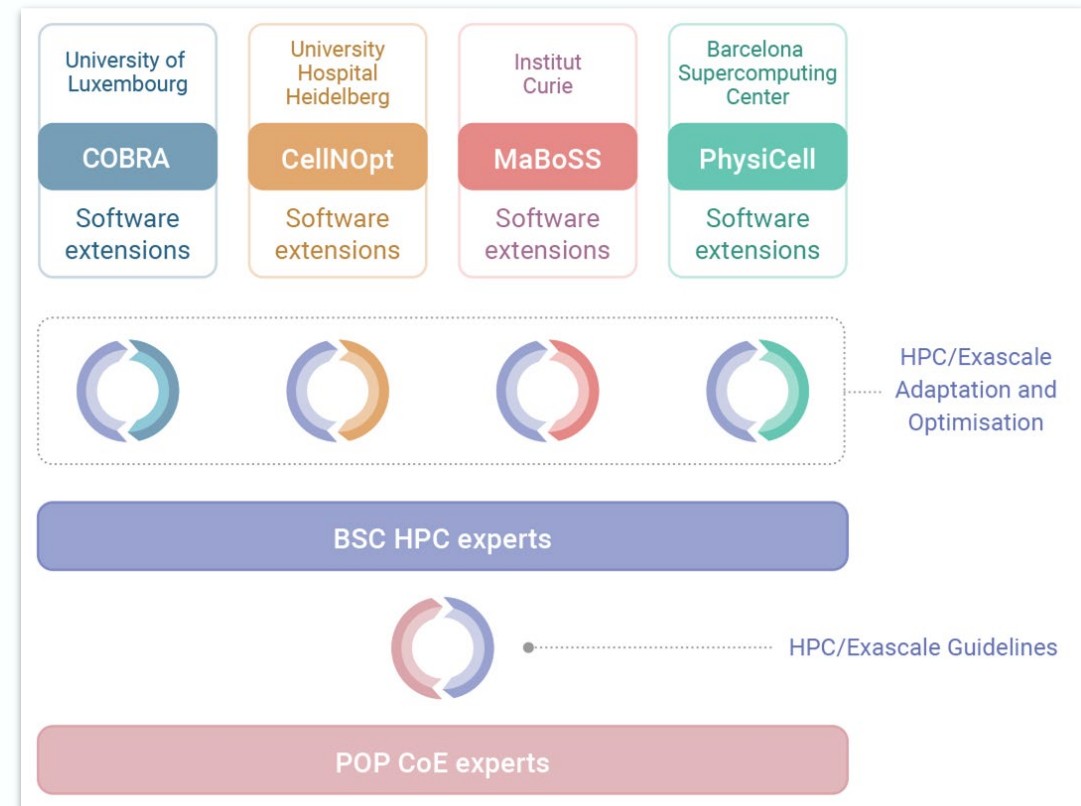 University of
Luxembourg
COBRA
Software
extensions
University
Hospital
Heidelberg
CellNOpt
Software
extensions
Institut
Curie
MaBoSS
Software
extensions
Barcelona
Supercomputing
Center
PhysiCell
Software
extensions
HPC/Exascale
Adaptation and
Optimisation
BSC HPC experts
HPC/Exascale Guidelines
POP CoE experts